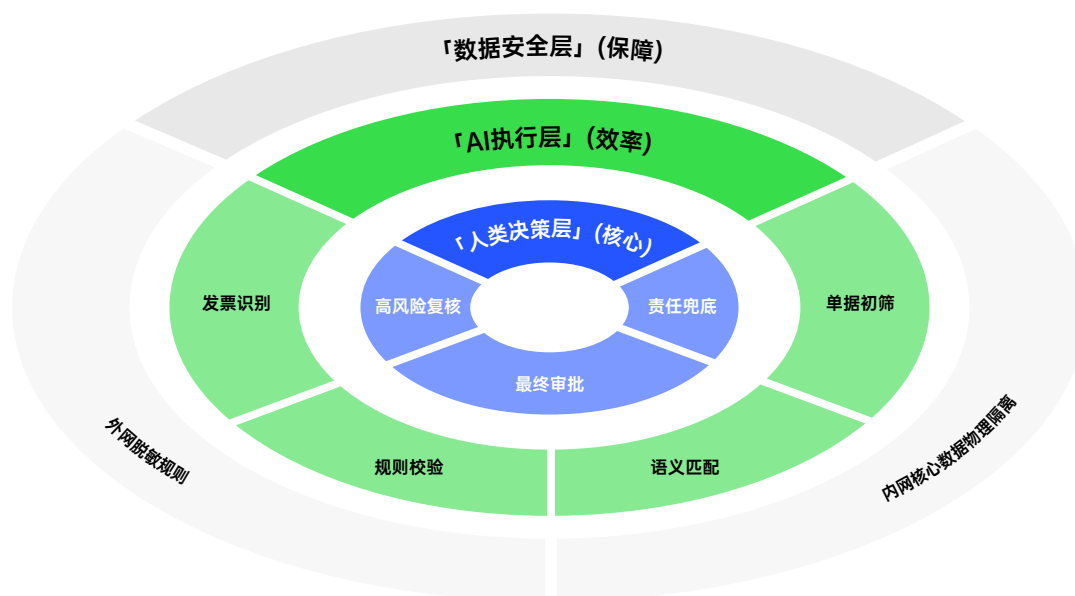 「数据安全层」(保障)
「AI执行层」(效率)
「人类决策层」(核心)
发票识别
高风险复核
责任兜底
单据初筛
最终审批
外网脱敏规则
内网核心数据物理隔离
规则校验
语义匹配